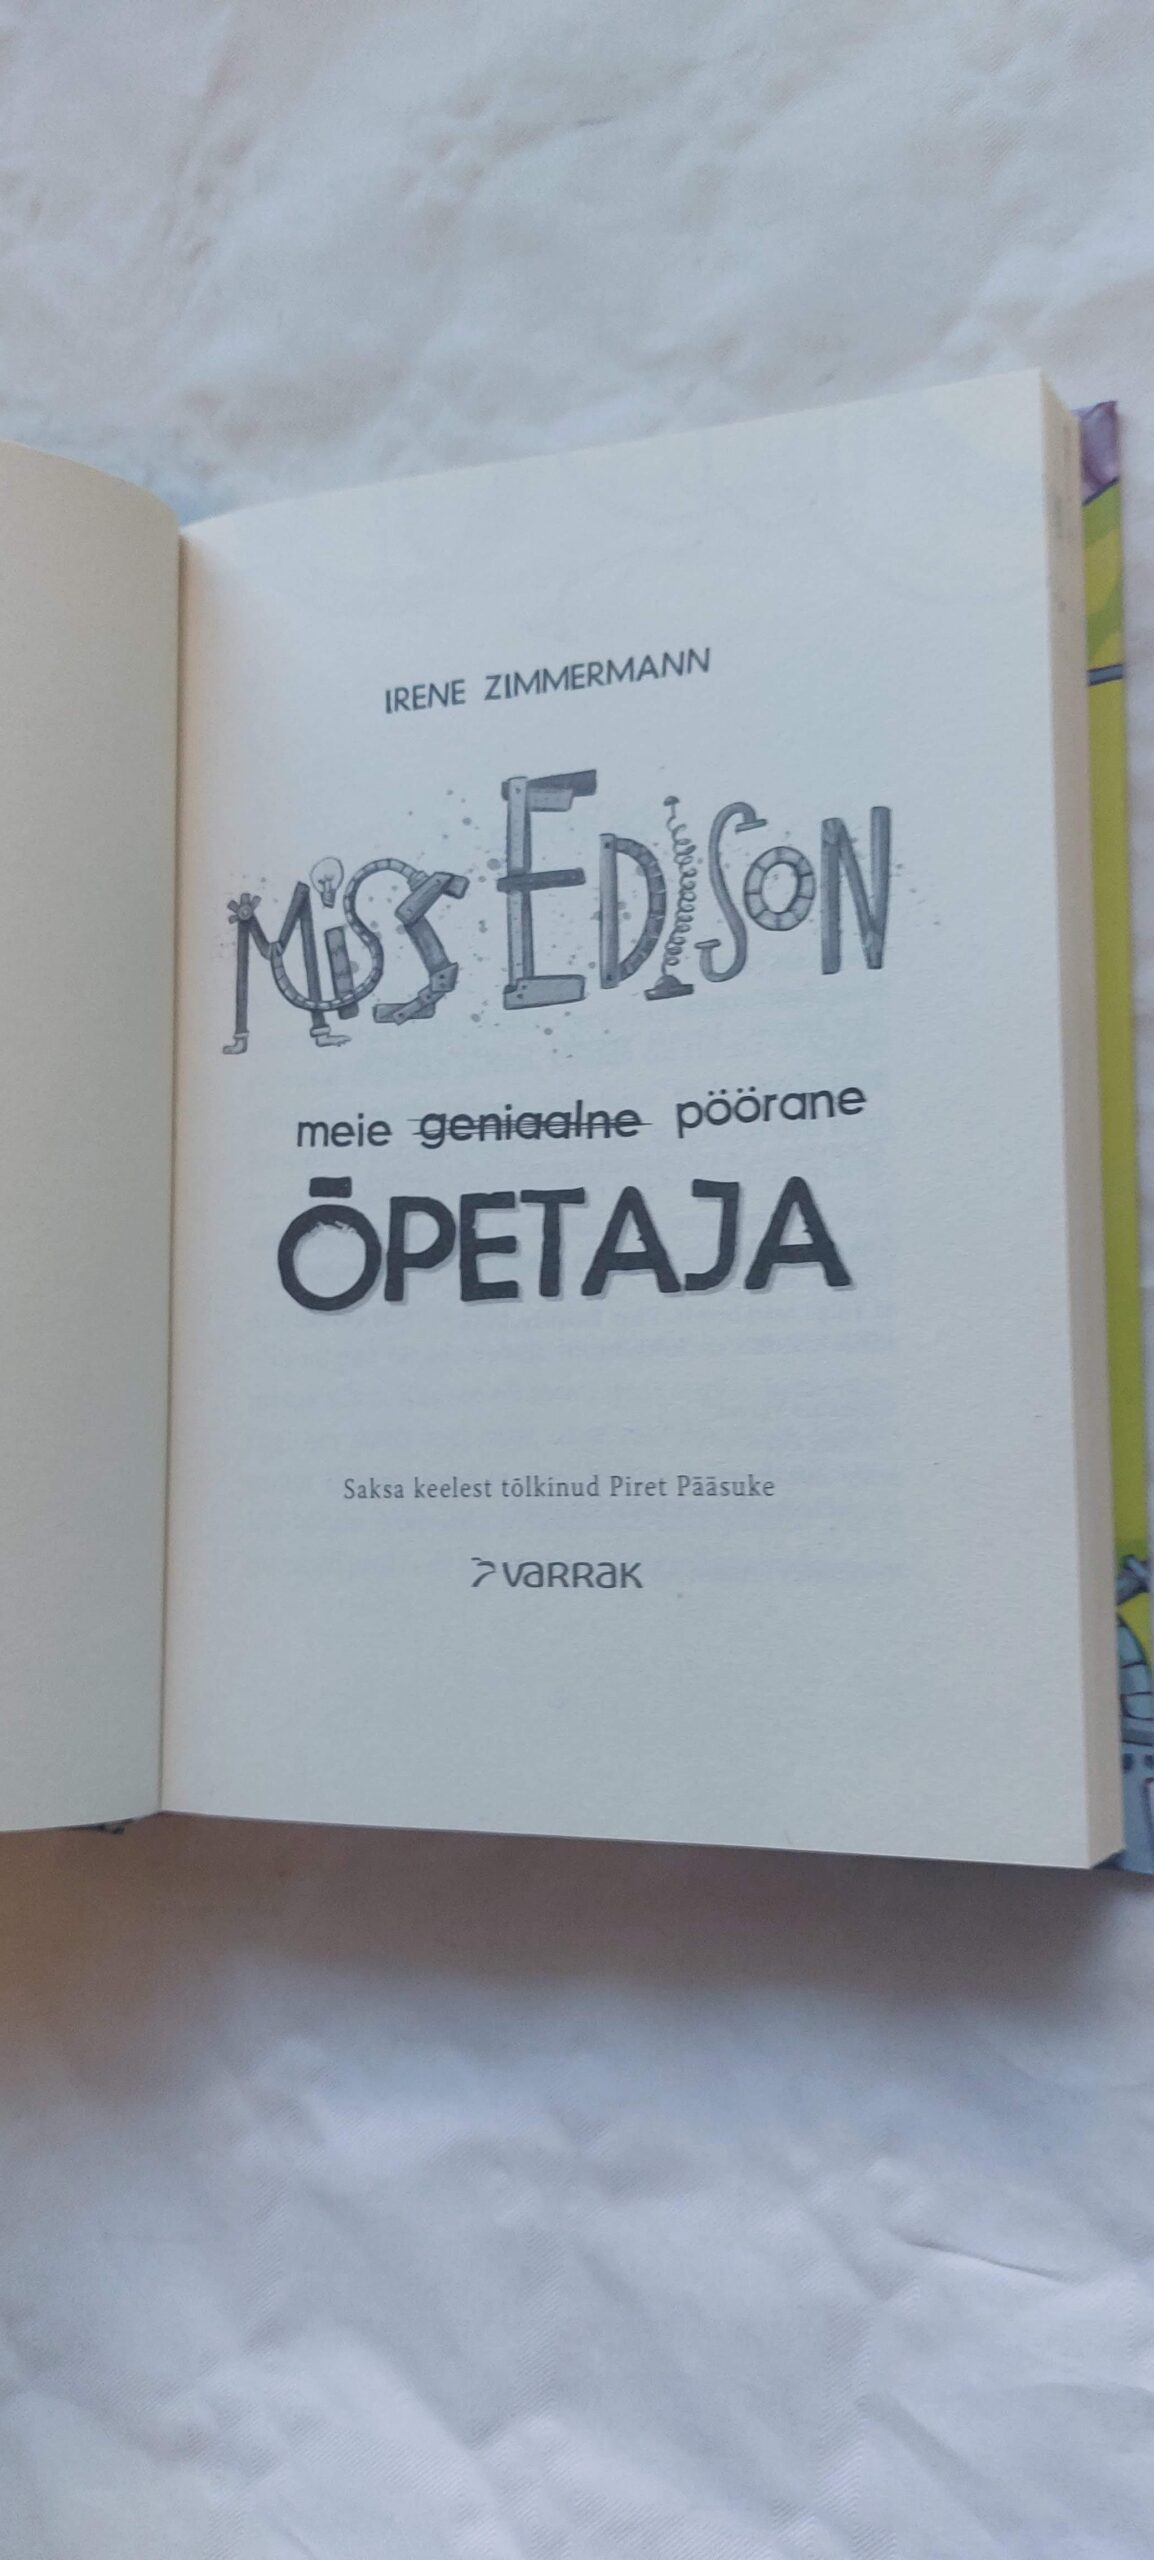 IRENE ZIMMERMANN
MiSS EDISON
meie geniaalne pöörane
ÕPETAJA
Saksa keelest tõlkinud Piret Pääsuke
varrak